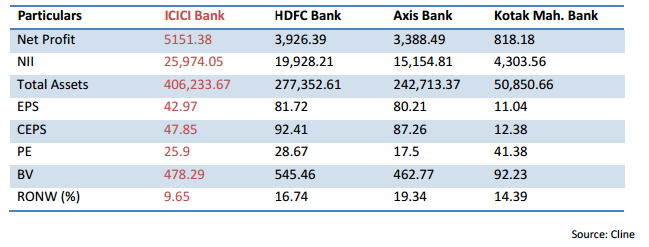 Particulars ICICI Bank HDFC Bank Axis Bank Kotak Mah. Bank
Net Profit 5151.38 3,926.39 3,388.49 818.18
NII 25,974.05 19,928.21 15,154.81 4,303.56
Total Assets 406,233.67 277,352.61 242,713.37 50,850.66
EPS 42.97 81.72 80.21 11.04
CEPS 47.85 92.41 87.26 12.38
PE 25.9 28.67 17.5 41.38
BV 478.29 545.46 462.77 92.23
RONW (%) 9.65 16.74 19.34 14.39
Source: Cline